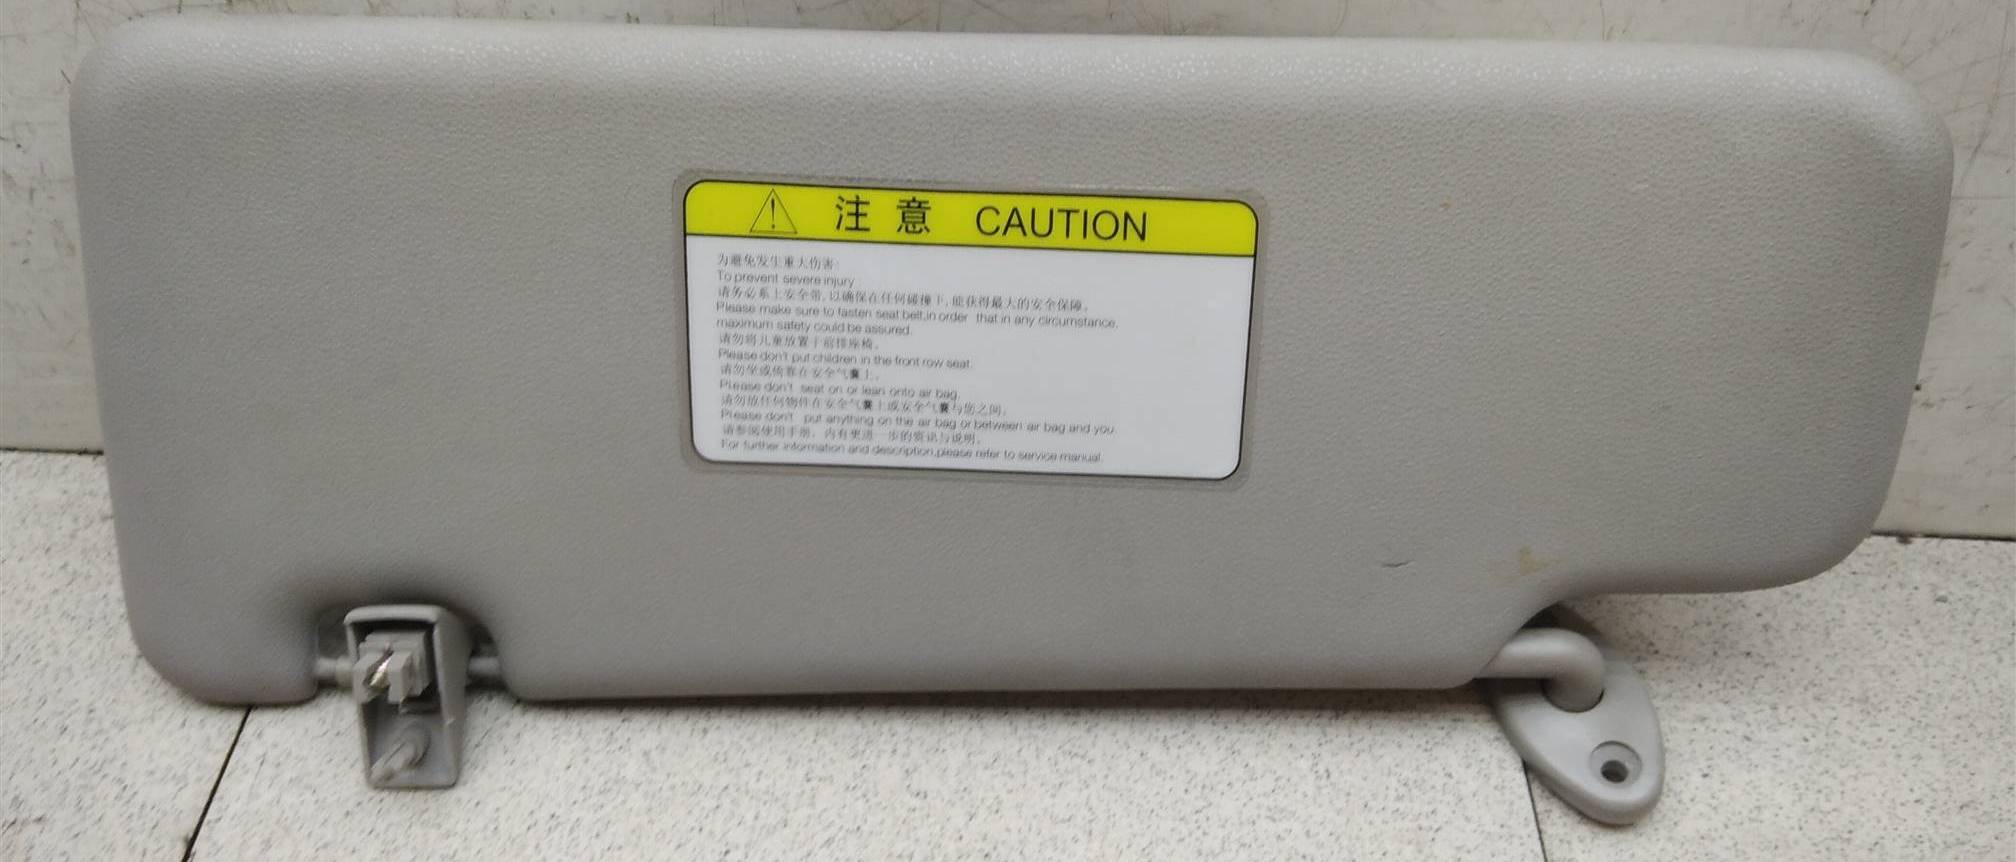 注意 CAUTION
为避免发生重大伤害:
To prevent severe injury:
请务必系上安全带,以确保在任何碰撞下,能获得最大的安全保障。
Please make sure to fasten seat belt,in order that in any circumstance,
maximum safety could be assured.
请勿将儿童放置于前排座椅。
Please don't put children in the front row seat.
请勿坐或倚靠在安全气囊上。
Please don't seat on or lean onto air bag.
请勿放任何物件在安全气囊上或安全气囊与您之间。
Please don't put anything on the air bag or between air bag and you.
请参阅使用手册，内有更进一步的资讯与说明。
For further information and description,please refer to service manual.